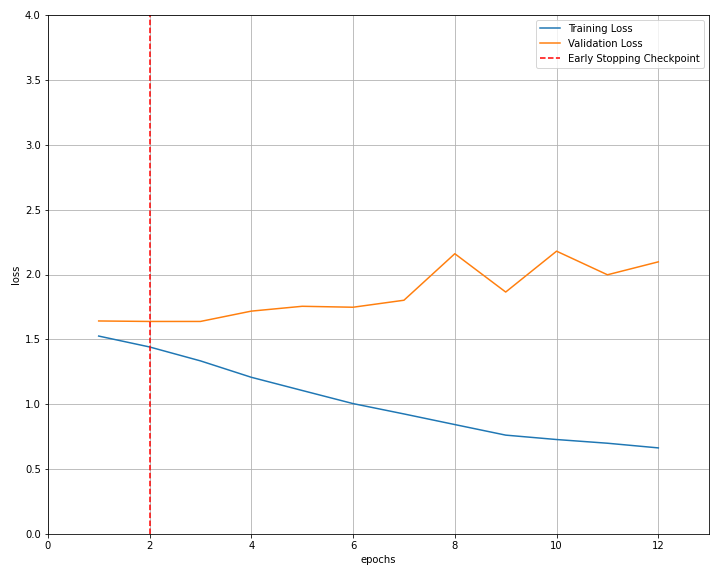 4.0
3.5
3.0
2.5
2.0
1.5
1.0
0.5
0.0
loss
Training Loss
Validation Loss
Early Stopping Checkpoint
0 2 4 6 8 10 12
epochs